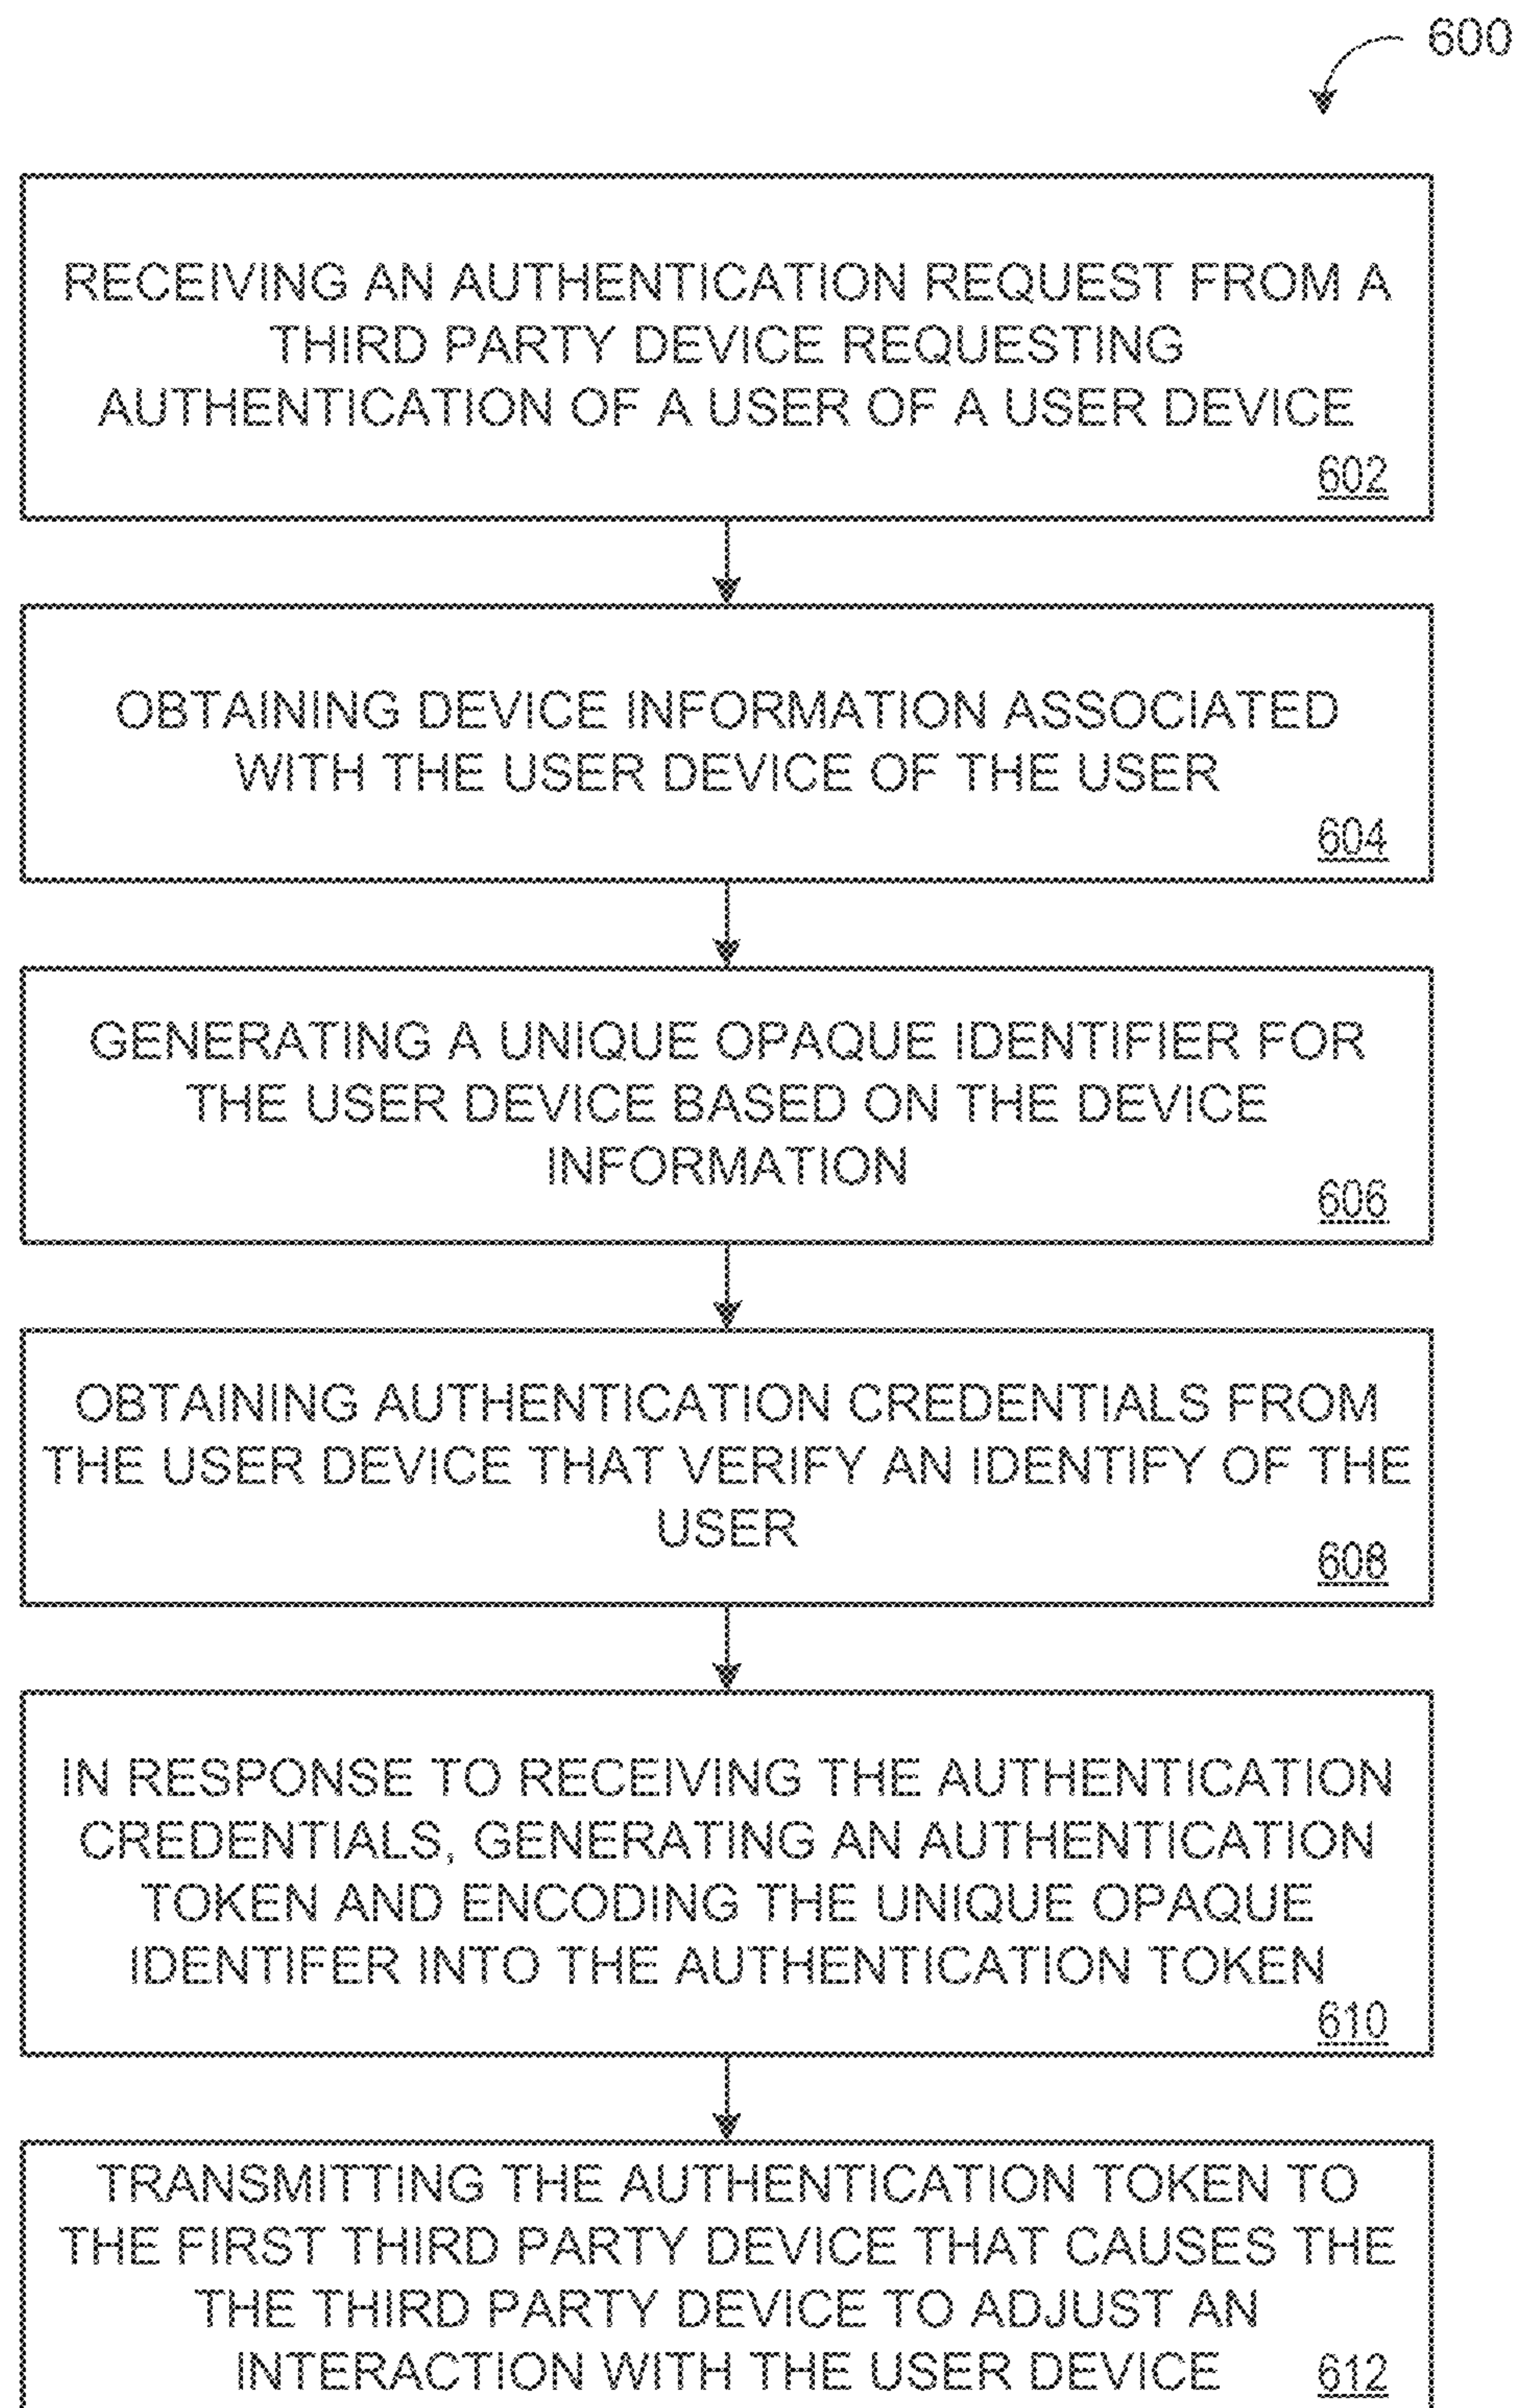 600
RECEIVING AN AUTHENTICATION REQUEST FROM A
THIRD PARTY DEVICE REQUESTING
AUTHENTICATION OF A USER OF A USER DEVICE
602
OBTAINING DEVICE INFORMATION ASSOCIATED
WITH THE USER DEVICE OF THE USER
604
GENERATING A UNIQUE OPAQUE IDENTIFIER FOR
THE USER DEVICE BASED ON THE DEVICE
INFORMATION
606
OBTAINING AUTHENTICATION CREDENTIALS FROM
THE USER DEVICE THAT VERIFY AN IDENTIFY OF THE
USER
608
IN RESPONSE TO RECEIVING THE AUTHENTICATION
CREDENTIALS, GENERATING AN AUTHENTICATION
TOKEN AND ENCODING THE UNIQUE OPAQUE
IDENTIFER INTO THE AUTHENTICATION TOKEN
610
TRANSMITTING THE AUTHENTICATION TOKEN TO
THE FIRST THIRD PARTY DEVICE THAT CAUSES THE
THE THIRD PARTY DEVICE TO ADJUST AN
INTERACTION WITH THE USER DEVICE
612